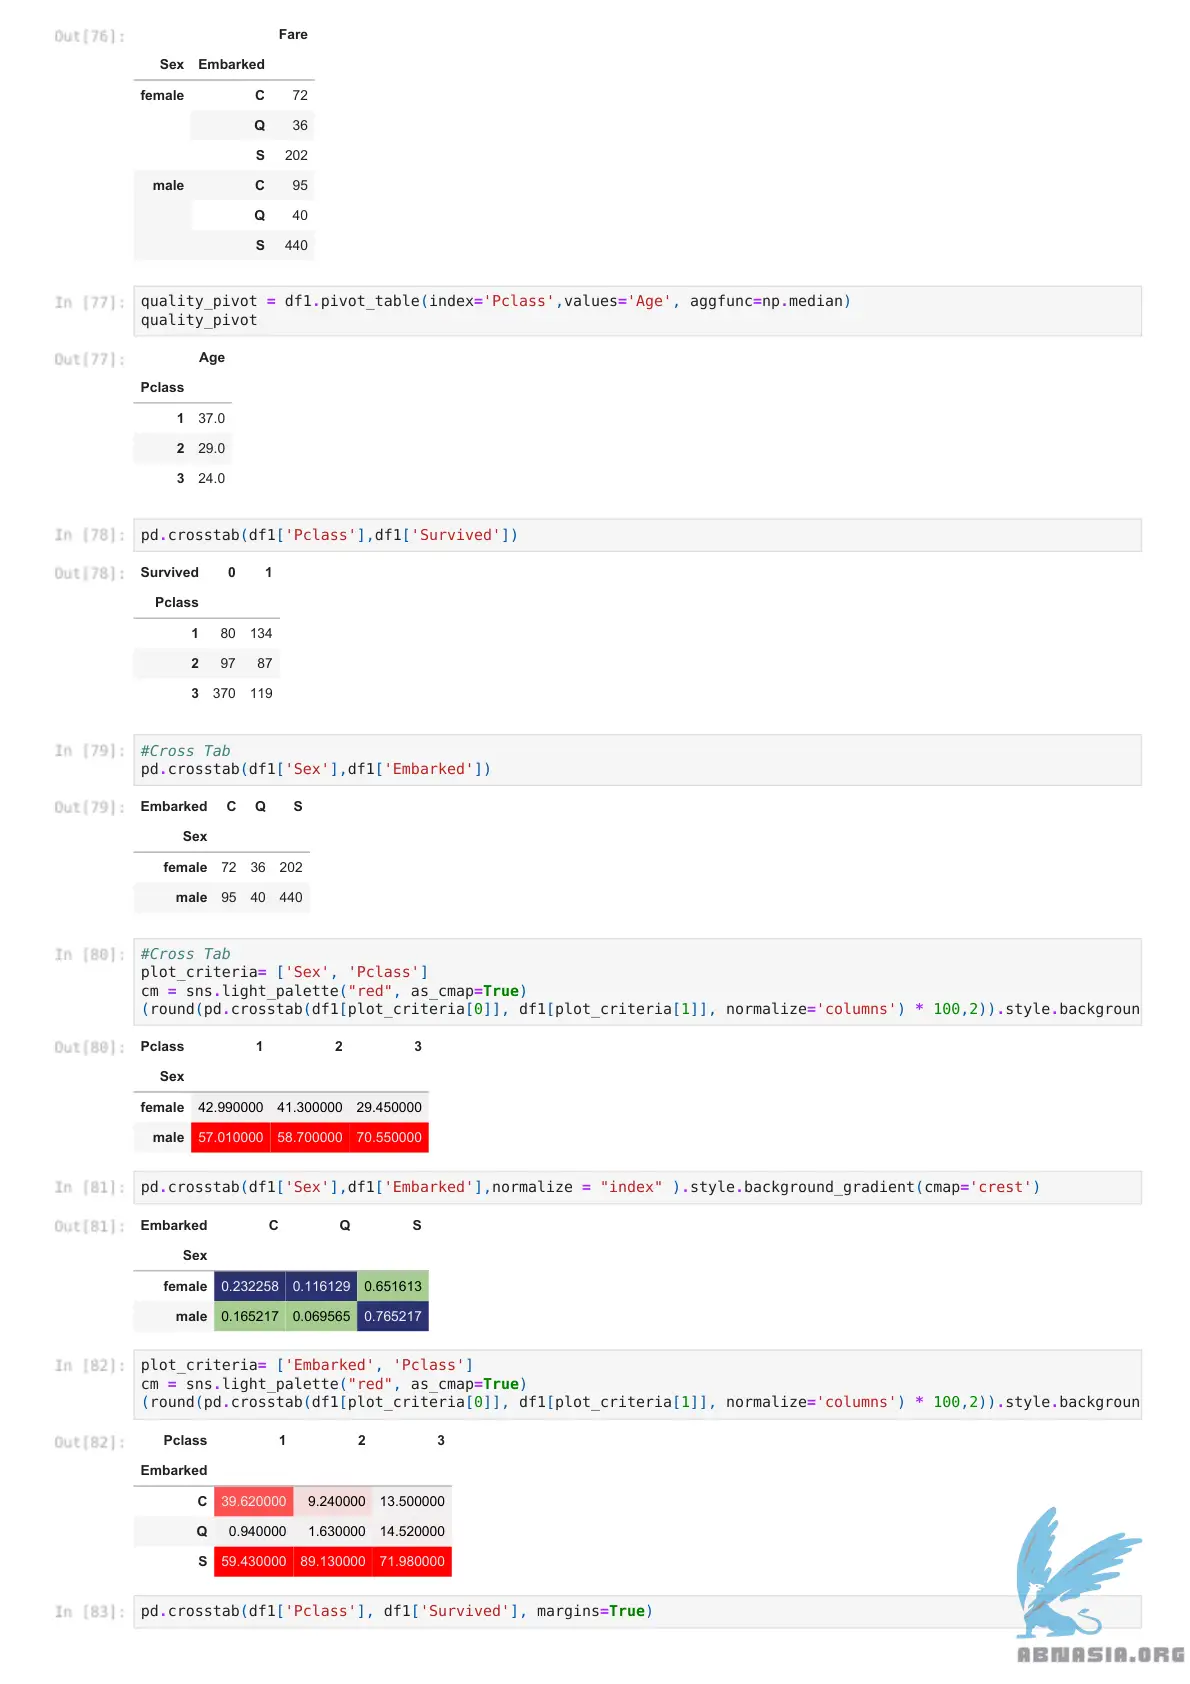 Out[76]: Fare
Sex Embarked
female C 72
Q 36
S 202
male C 95
Q 40
S 440
In [77]: quality_pivot = df1.pivot_table(index='Pclass',values='Age', aggfunc=np.median)
quality_pivot
Out[77]: Age
Pclass
1 37.0
2 29.0
3 24.0
In [78]: pd.crosstab(df1['Pclass'],df1['Survived'])
Out[78]: Survived 0 1
Pclass
1 80 134
2 97 87
3 370 119
In [79]: #Cross Tab
pd.crosstab(df1['Sex'],df1['Embarked'])
Out[79]: Embarked C Q S
Sex
female 72 36 202
male 95 40 440
In [80]: #Cross Tab
plot_criteria= ['Sex', 'Pclass']
cm = sns.light_palette("red", as_cmap=True)
(round(pd.crosstab(df1[plot_criteria[0]], df1[plot_criteria[1]], normalize='columns') * 100,2)).style.backgroun
Out[80]: Pclass 1 2 3
Sex
female 42.990000 41.300000 29.450000
male 57.010000 58.700000 70.550000
In [81]: pd.crosstab(df1['Sex'],df1['Embarked'],normalize = "index" ).style.background_gradient(cmap='crest')
Out[81]: Embarked C Q S
Sex
female 0.232258 0.116129 0.651613
male 0.165217 0.069565 0.765217
In [82]: plot_criteria= ['Embarked', 'Pclass']
cm = sns.light_palette("red", as_cmap=True)
(round(pd.crosstab(df1[plot_criteria[0]], df1[plot_criteria[1]], normalize='columns') * 100,2)).style.backgroun
Out[82]: Pclass 1 2 3
Embarked
C 39.620000 9.240000 13.500000
Q 0.940000 1.630000 14.520000
S 59.430000 89.130000 71.980000
In [83]: pd.crosstab(df1['Pclass'], df1['Survived'], margins=True)
ABNASIA.ORG